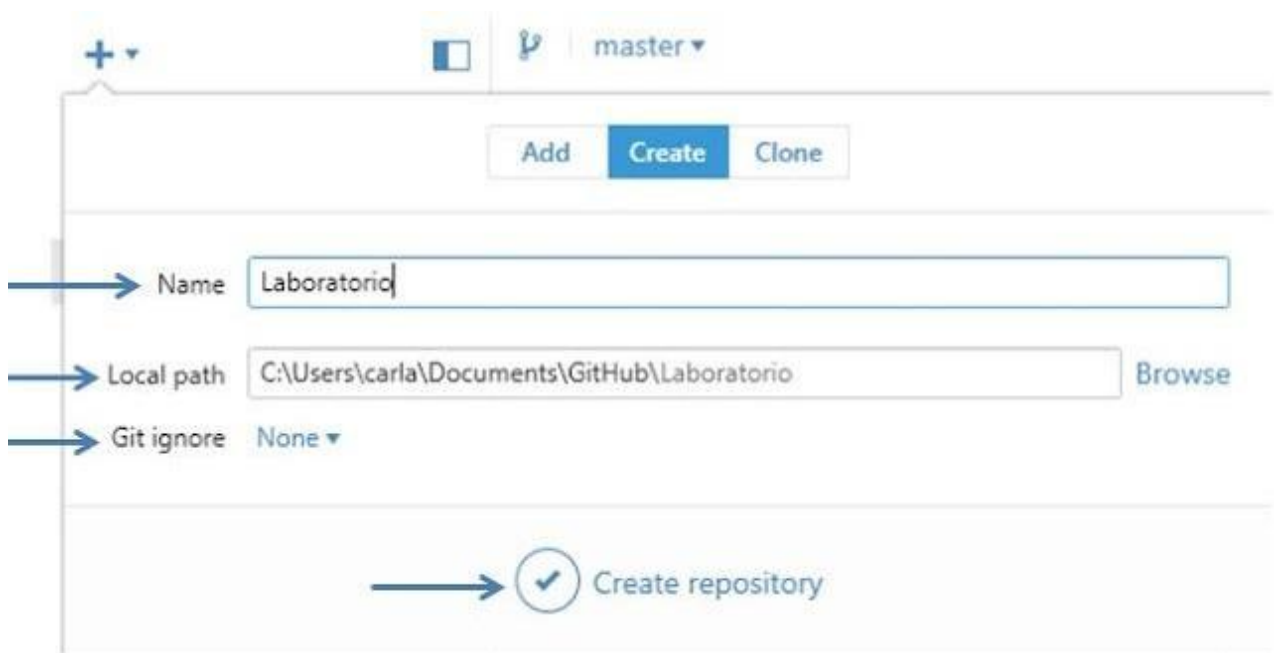 master
Add Create Clone
Name Laboratorio
Local path C:\Users\carla\Documents\GitHub\Laboratorio Browse
Git ignore None
Create repository